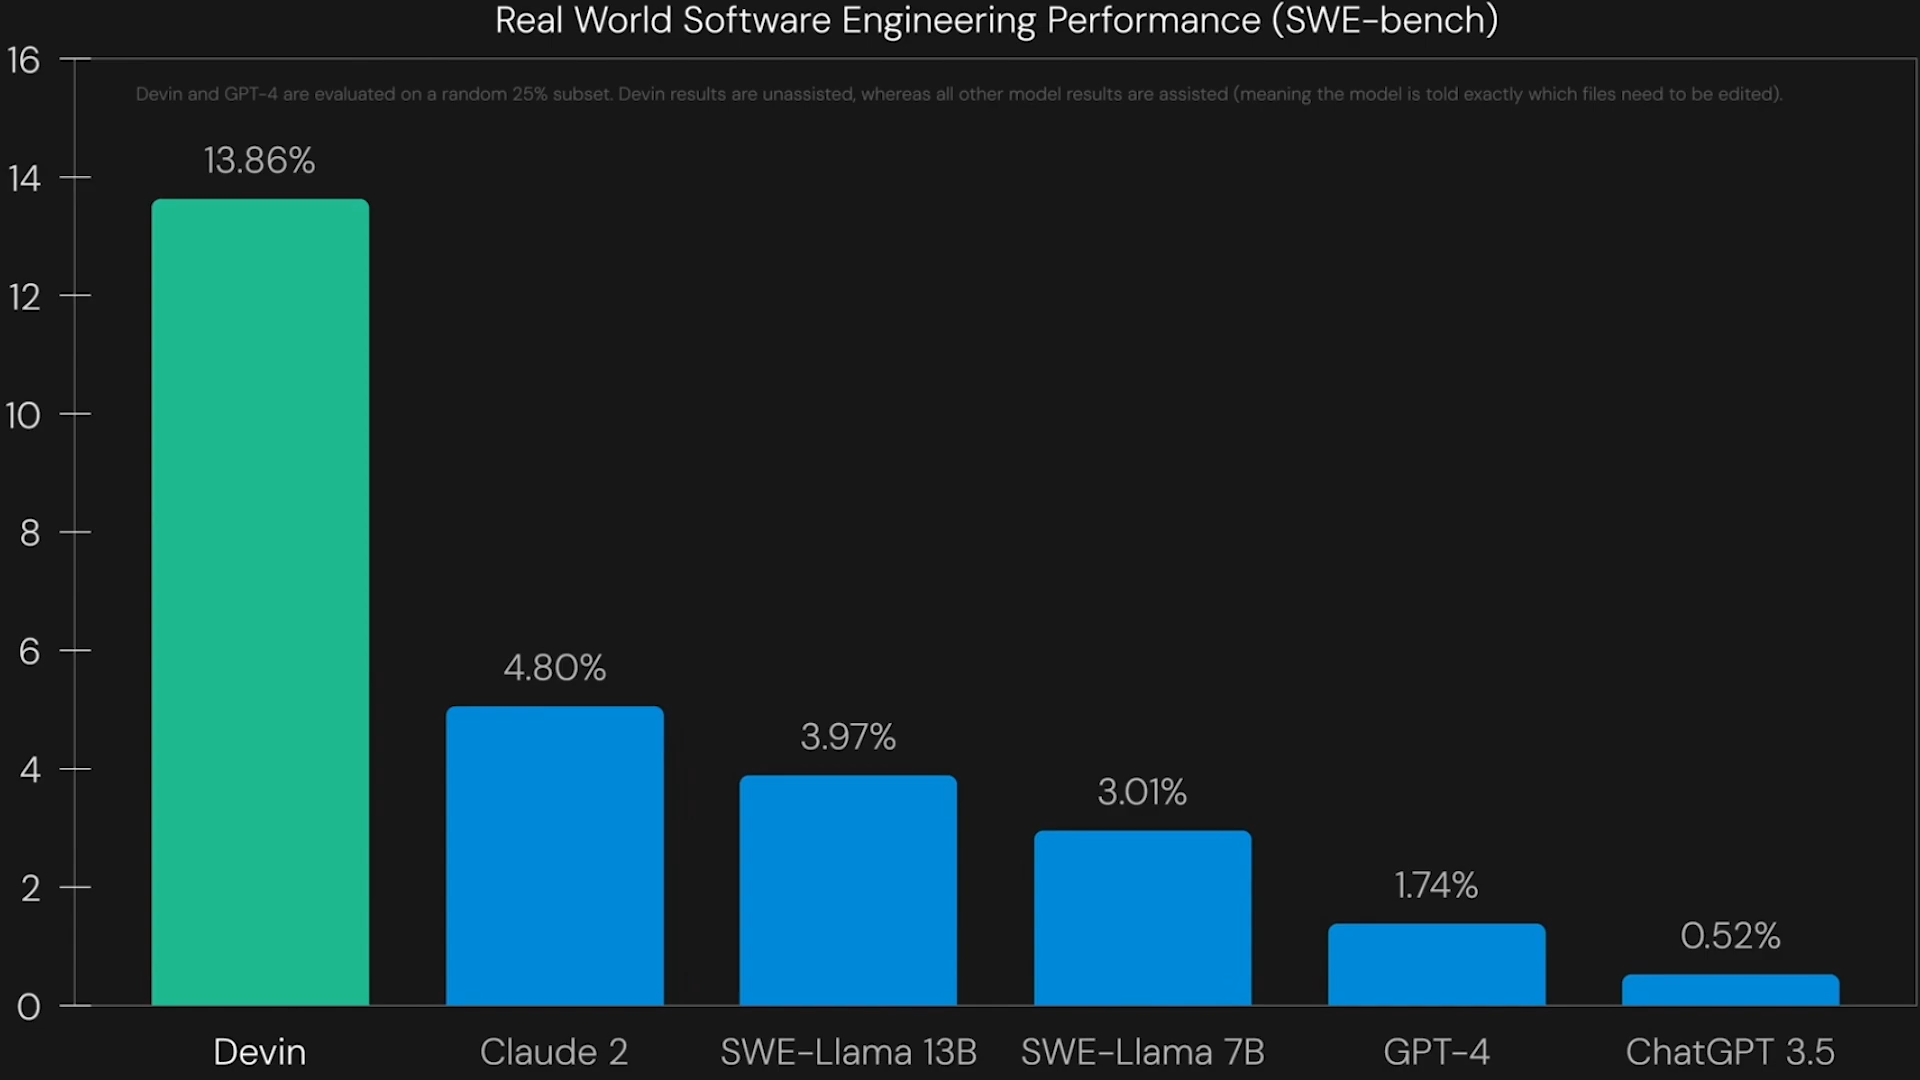 Real World Software Engineering Performance (SWE-bench)
16
Devin and GPT-4 are evaluated on a random 25% subset. Devin results are unassisted, whereas all other model results are assisted (meaning the model is told exactly which files need to be edited).
13.86%
14
12
10
8
6
4.80%
3.97%
4
3.01%
2
1.74%
0.52%
0
Devin
Claude 2
SWE-Llama 13B
SWE-Llama 7B
GPT-4
ChatGPT 3.5